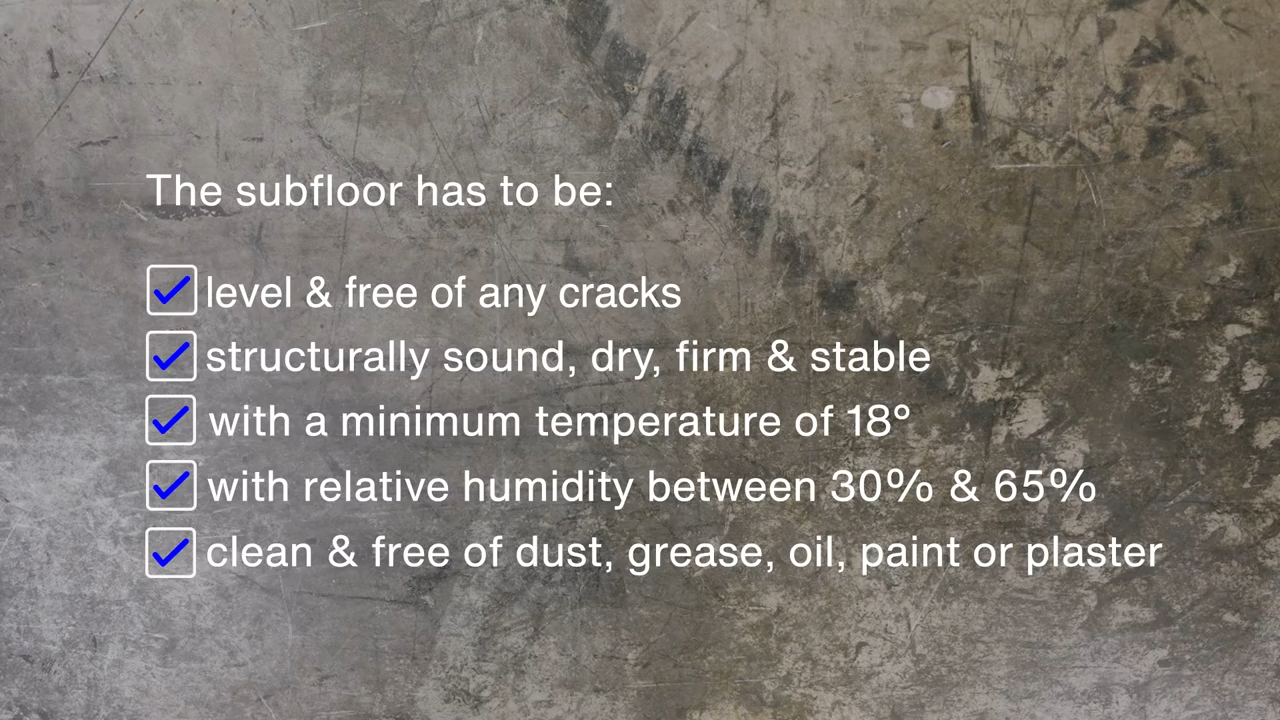 The subfloor has to be:
level & free of any cracks
structurally sound, dry, firm & stable
with a minimum temperature of 18°
with relative humidity between 30% & 65%
clean & free of dust, grease, oil, paint or plaster